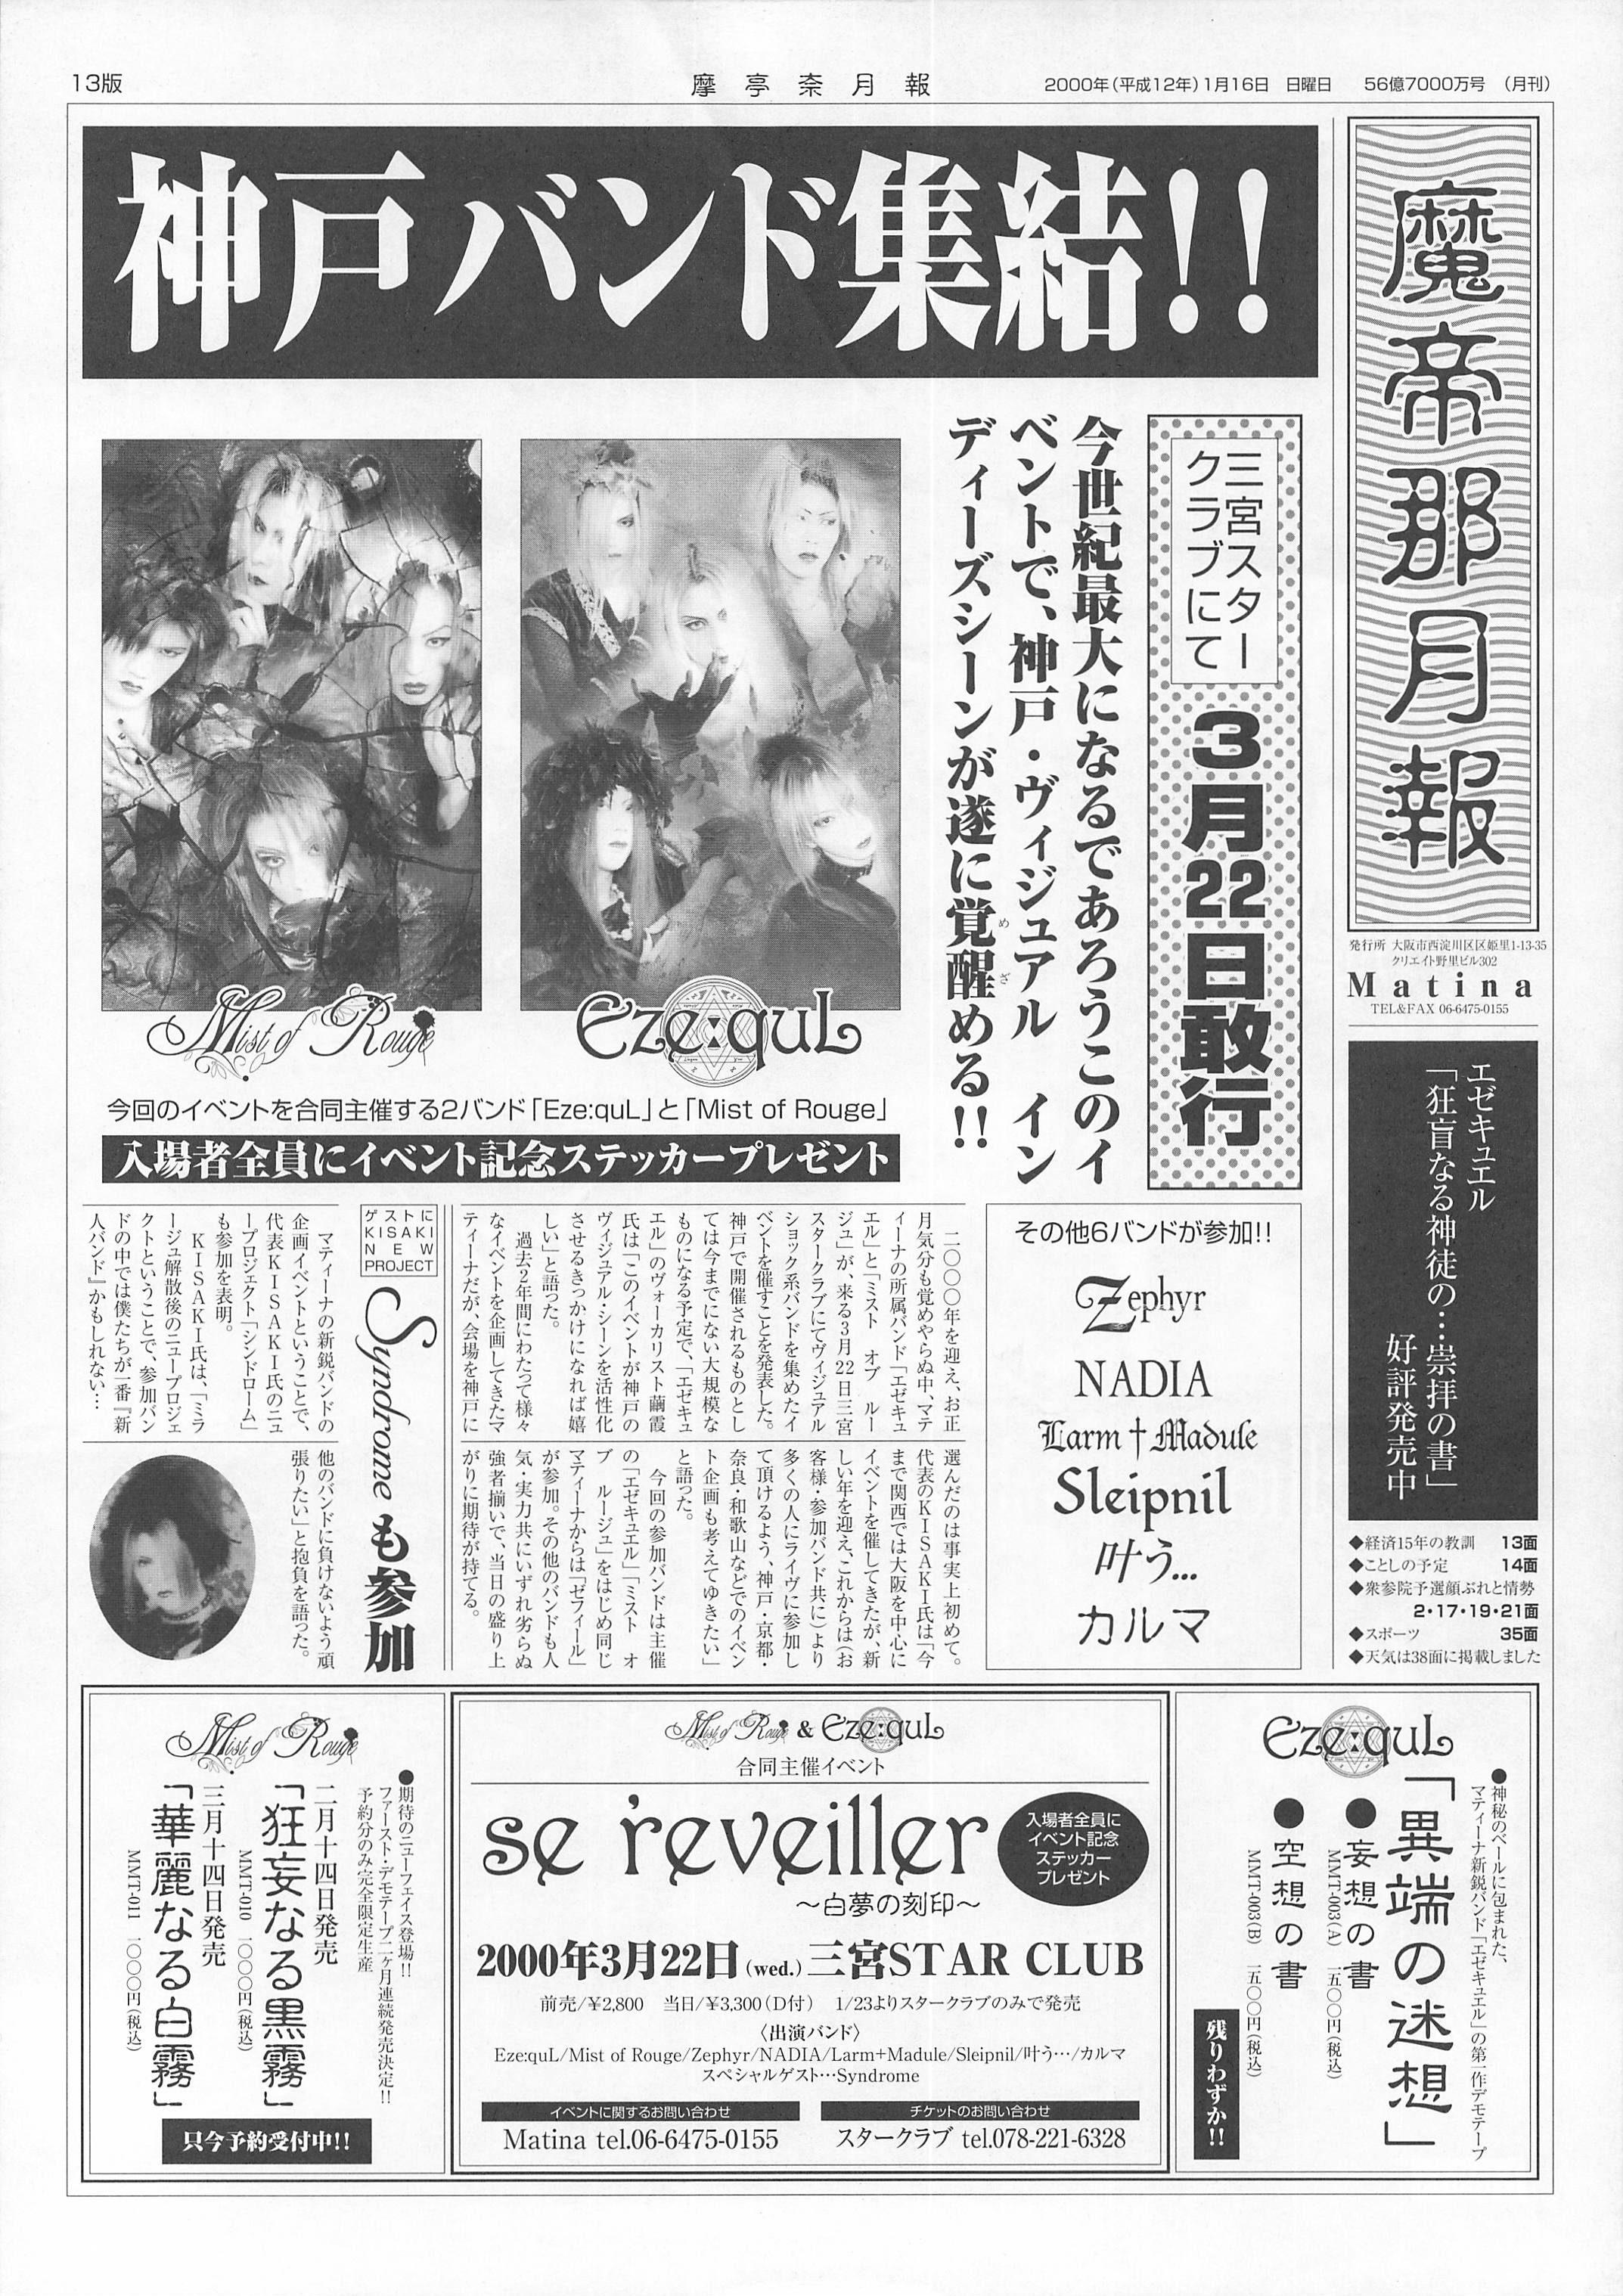 13版
摩亭奈月報
2000年(平成12年)1月16日 日曜日 56億7000万号 (月刊)
魔帝那月報
発行所 大阪市西淀川区区姫里1-13-35
クリエイト野里ビル302
Matina
TEL&FAX 06-6475-0155
神戸バンド集結!!
三宮スター
クラブにて
3月22日敢行
今世紀最大になるであろうこのイ
ベントで、神戸・ヴィジュアル イン
ディーズシーンが遂に覚醒める!!
めざ
Mist of Rouge
Eze:quL
今回のイベントを合同主催する2バンド「Eze:quL」と「Mist of Rouge」
入場者全員にイベント記念ステッカープレゼント
エゼキュエル
「狂盲なる神徒の…崇拝の書」
好評発売中
◆経済15年の教訓 13面
◆ことしの予定 14面
◆衆参院予選顔ぶれと情勢
2・17・19・21面
◆スポーツ 35面
◆天気は38面に掲載しました
その他6バンドが参加!!
Zephyr
NADIA
Larm†Madule
Sleipnil
叶う...
カルマ
二〇〇〇年を迎え、お正
月気分も覚めやらぬ中、マテ
ィーナの所属バンド「エゼキュ
エル」と「ミスト オブ ルー
ジュ」が、来る3月22日三宮
スタークラブにてヴィジュアル
ショック系バンドを集めたイ
ベントを催すことを発表した。
神戸で開催されるものとし
ては今までにない大規模な
ものになる予定で、「エゼキュ
エル」のヴォーカリスト繭霞
氏は「このイベントが神戸の
ヴィジュアル・シーンを活性化
させるきっかけになれば嬉
しい」と語った。
過去2年間にわたって様々
なイベントを企画してきたマ
ティーナだが、会場を神戸に
選んだのは事実上初めて。
代表のKISAKI氏は「今
まで関西では大阪を中心に
イベントを催してきたが、新
しい年を迎え、これからは(お
客様・参加バンド共に)より
多くの人にライヴに参加し
て頂けるよう、神戸・京都・
奈良・和歌山などでのイベン
ト企画も考えてゆきたい」
と語った。
今回の参加バンドは主催
の「エゼキュエル」「ミスト オ
ブ ルージュ」をはじめ同じ
マティーナからは「ゼフィール」
が参加。その他のバンドも人
気・実力共にいずれ劣らぬ
強者揃いで、当日の盛り上
がりに期待が持てる。
ゲストに
KISAKI
NEW
PROJECT
Syndromeも参加
マティーナの新鋭バンドの
企画イベントということで、
代表KISAKI氏のニュ
ープロジェクト「シンドローム」
も参加を表明。
KISAKI氏は、「ミラ
ージュ解散後のニュープロジェ
クトということで、参加バン
ドの中では僕たちが一番『新
人バンド』かもしれない…
他のバンドに負けないよう頑
張りたい」と抱負を語った。
Eze:quL
●神秘のベールに包まれた、
マティーナ新鋭バンド「エゼキュエル」の第一作デモテープ
「異端の迷想」
●妄想の書
MMT-003(A) 一五〇〇円(税込)
●空想の書
MMT-003(B) 一五〇〇円(税込)
残りわずか!!
Mist of Rouge & Eze:quL
合同主催イベント
se 'reveiller
〜白夢の刻印〜
入場者全員に
イベント記念
ステッカー
プレゼント
2000年3月22日(wed.)三宮STAR CLUB
前売/¥2,800 当日/¥3,300(D付) 1/23よりスタークラブのみで発売
〈出演バンド〉
Eze:quL/Mist of Rouge/Zephyr/NADIA/Larm+Madule/Sleipnil/叶う…/カルマ
スペシャルゲスト…Syndrome
イベントに関するお問い合わせ
Matina tel.06-6475-0155
チケットのお問い合わせ
スタークラブ tel.078-221-6328
Mist of Rouge
●期待のニューフェイス登場!!
ファースト・デモテープ二ヶ月連続発売決定!!
予約分のみ完全限定生産
二月十四日発売
「狂妄なる黒霧」
MMT-010 一〇〇〇円(税込)
三月十四日発売
「華麗なる白霧」
MMT-011 一〇〇〇円(税込)
只今予約受付中!!